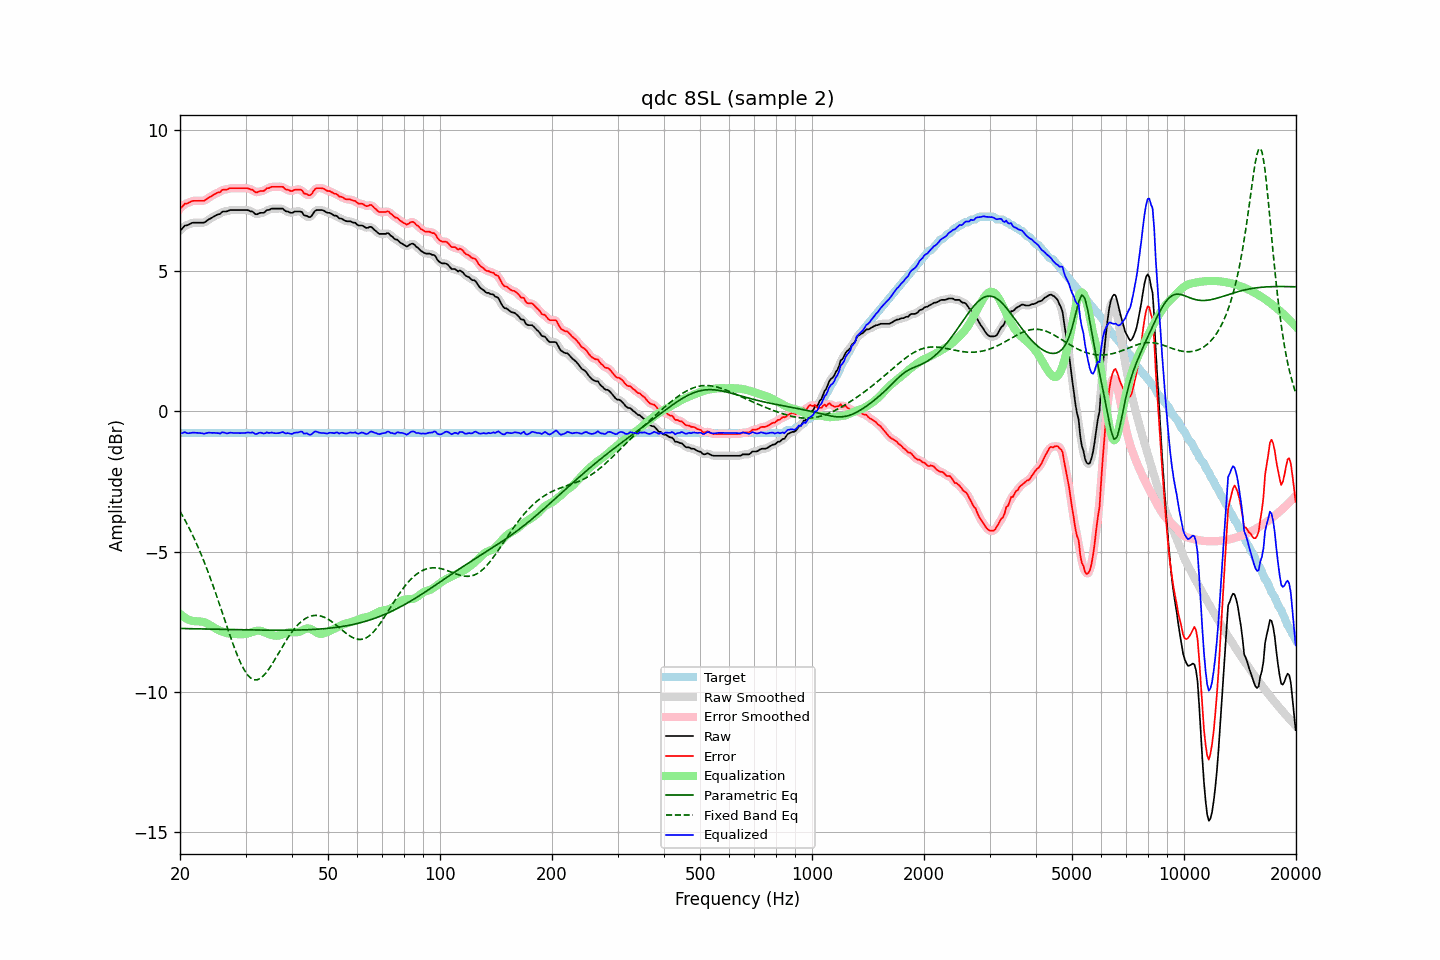 qdc 8SL (sample 2)
10
5
0
−5
−10
−15
Amplitude (dBr)
20
50
100
200
500
1000
2000
5000
10000
20000
Frequency (Hz)
Target
Raw Smoothed
Error Smoothed
Raw
Error
Equalization
Parametric Eq
Fixed Band Eq
Equalized